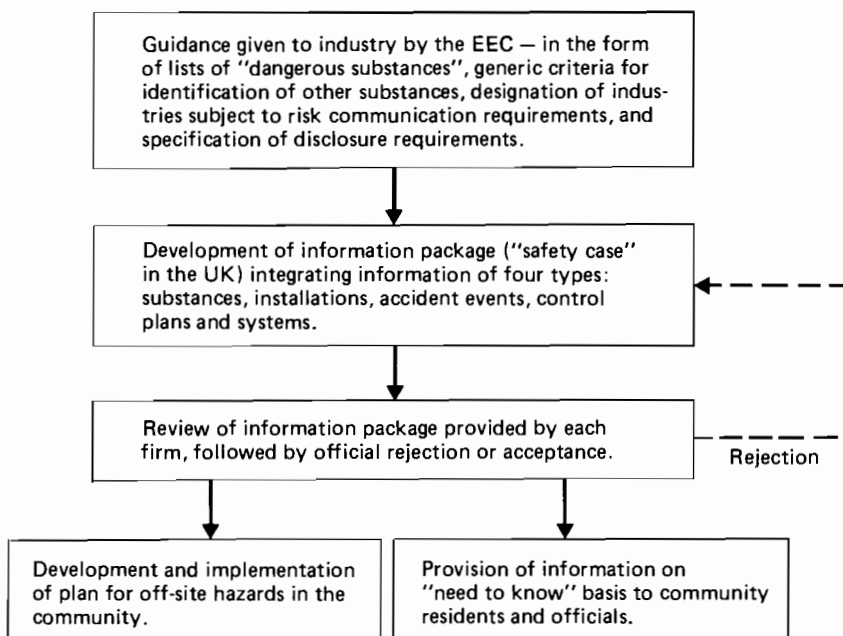 Guidance given to industry by the EEC — in the form
of lists of "dangerous substances", generic criteria for
identification of other substances, designation of indus-
tries subject to risk communication requirements, and
specification of disclosure requirements.
Development of information package ("safety case"
in the UK) integrating information of four types:
substances, installations, accident events, control
plans and systems.
Review of information package provided by each
firm, followed by official rejection or acceptance.
Rejection
Development and implementation
of plan for off-site hazards in the
community.
Provision of information on
"need to know" basis to community
residents and officials.